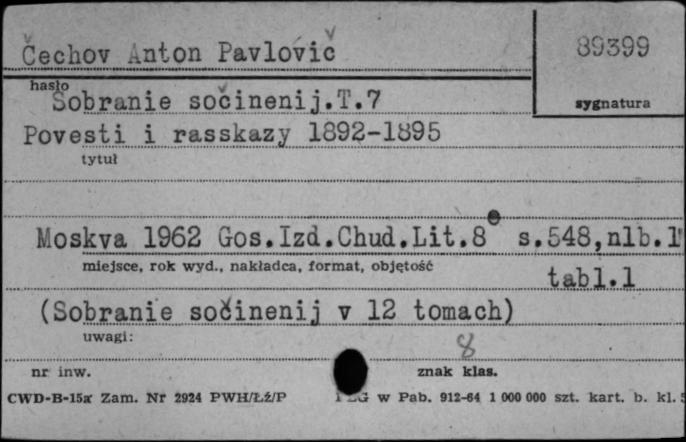 Čechov Anton Pavlovič
89399
hasło
Sobranie sočinenij.T.7
sygnatura
Povesti i rasskazy 1892-1895
tytuł
Moskva 1962 Gos.Izd.Chud.Lit.8° s.548,nlb.1
miejsce, rok wyd., nakładca, format, objętość
tabl.1
(Sobranie sočinenij v 12 tomach)
uwagi:
8
nr inw.
znak klas.
CWD-B-15a Zam. Nr 2924 PWH/Łź/P
w Pab. 912-64 1 000 000 szt. kart. b. kl.